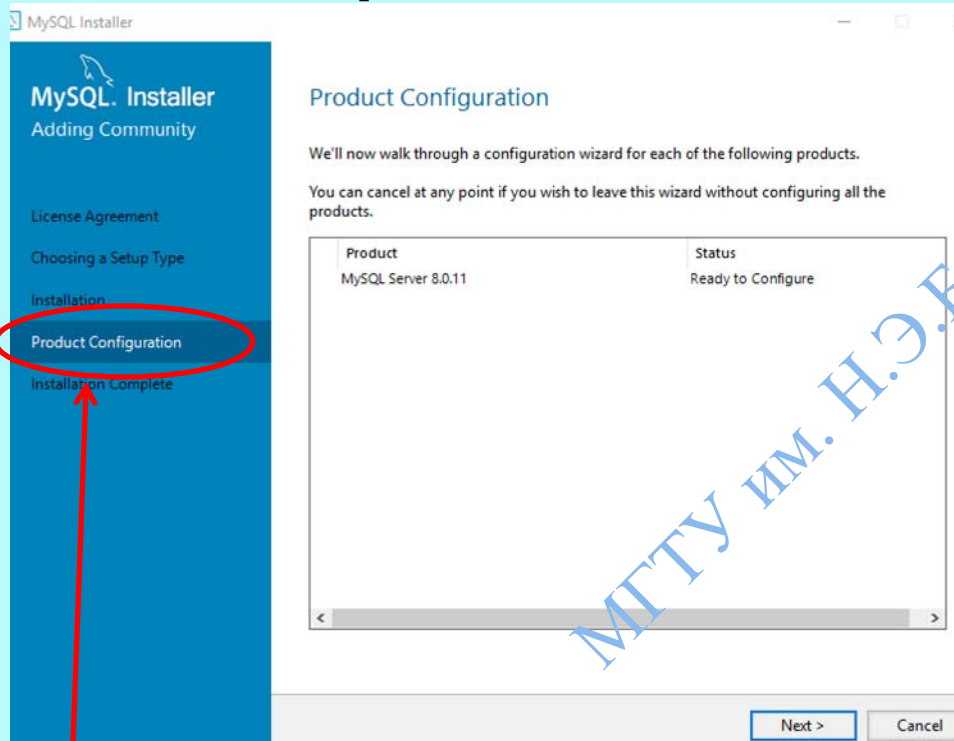 MySQL Installer
MySQL. Installer
Adding Community
License Agreement
Choosing a Setup Type
Installation
Product Configuration
Installation Complete
Product Configuration
We'll now walk through a configuration wizard for each of the following products.
You can cancel at any point if you wish to leave this wizard without configuring all the
products.
Product Status
MySQL Server 8.0.11 Ready to Configure
МГТУ им. Н.Э.
Next > Cancel